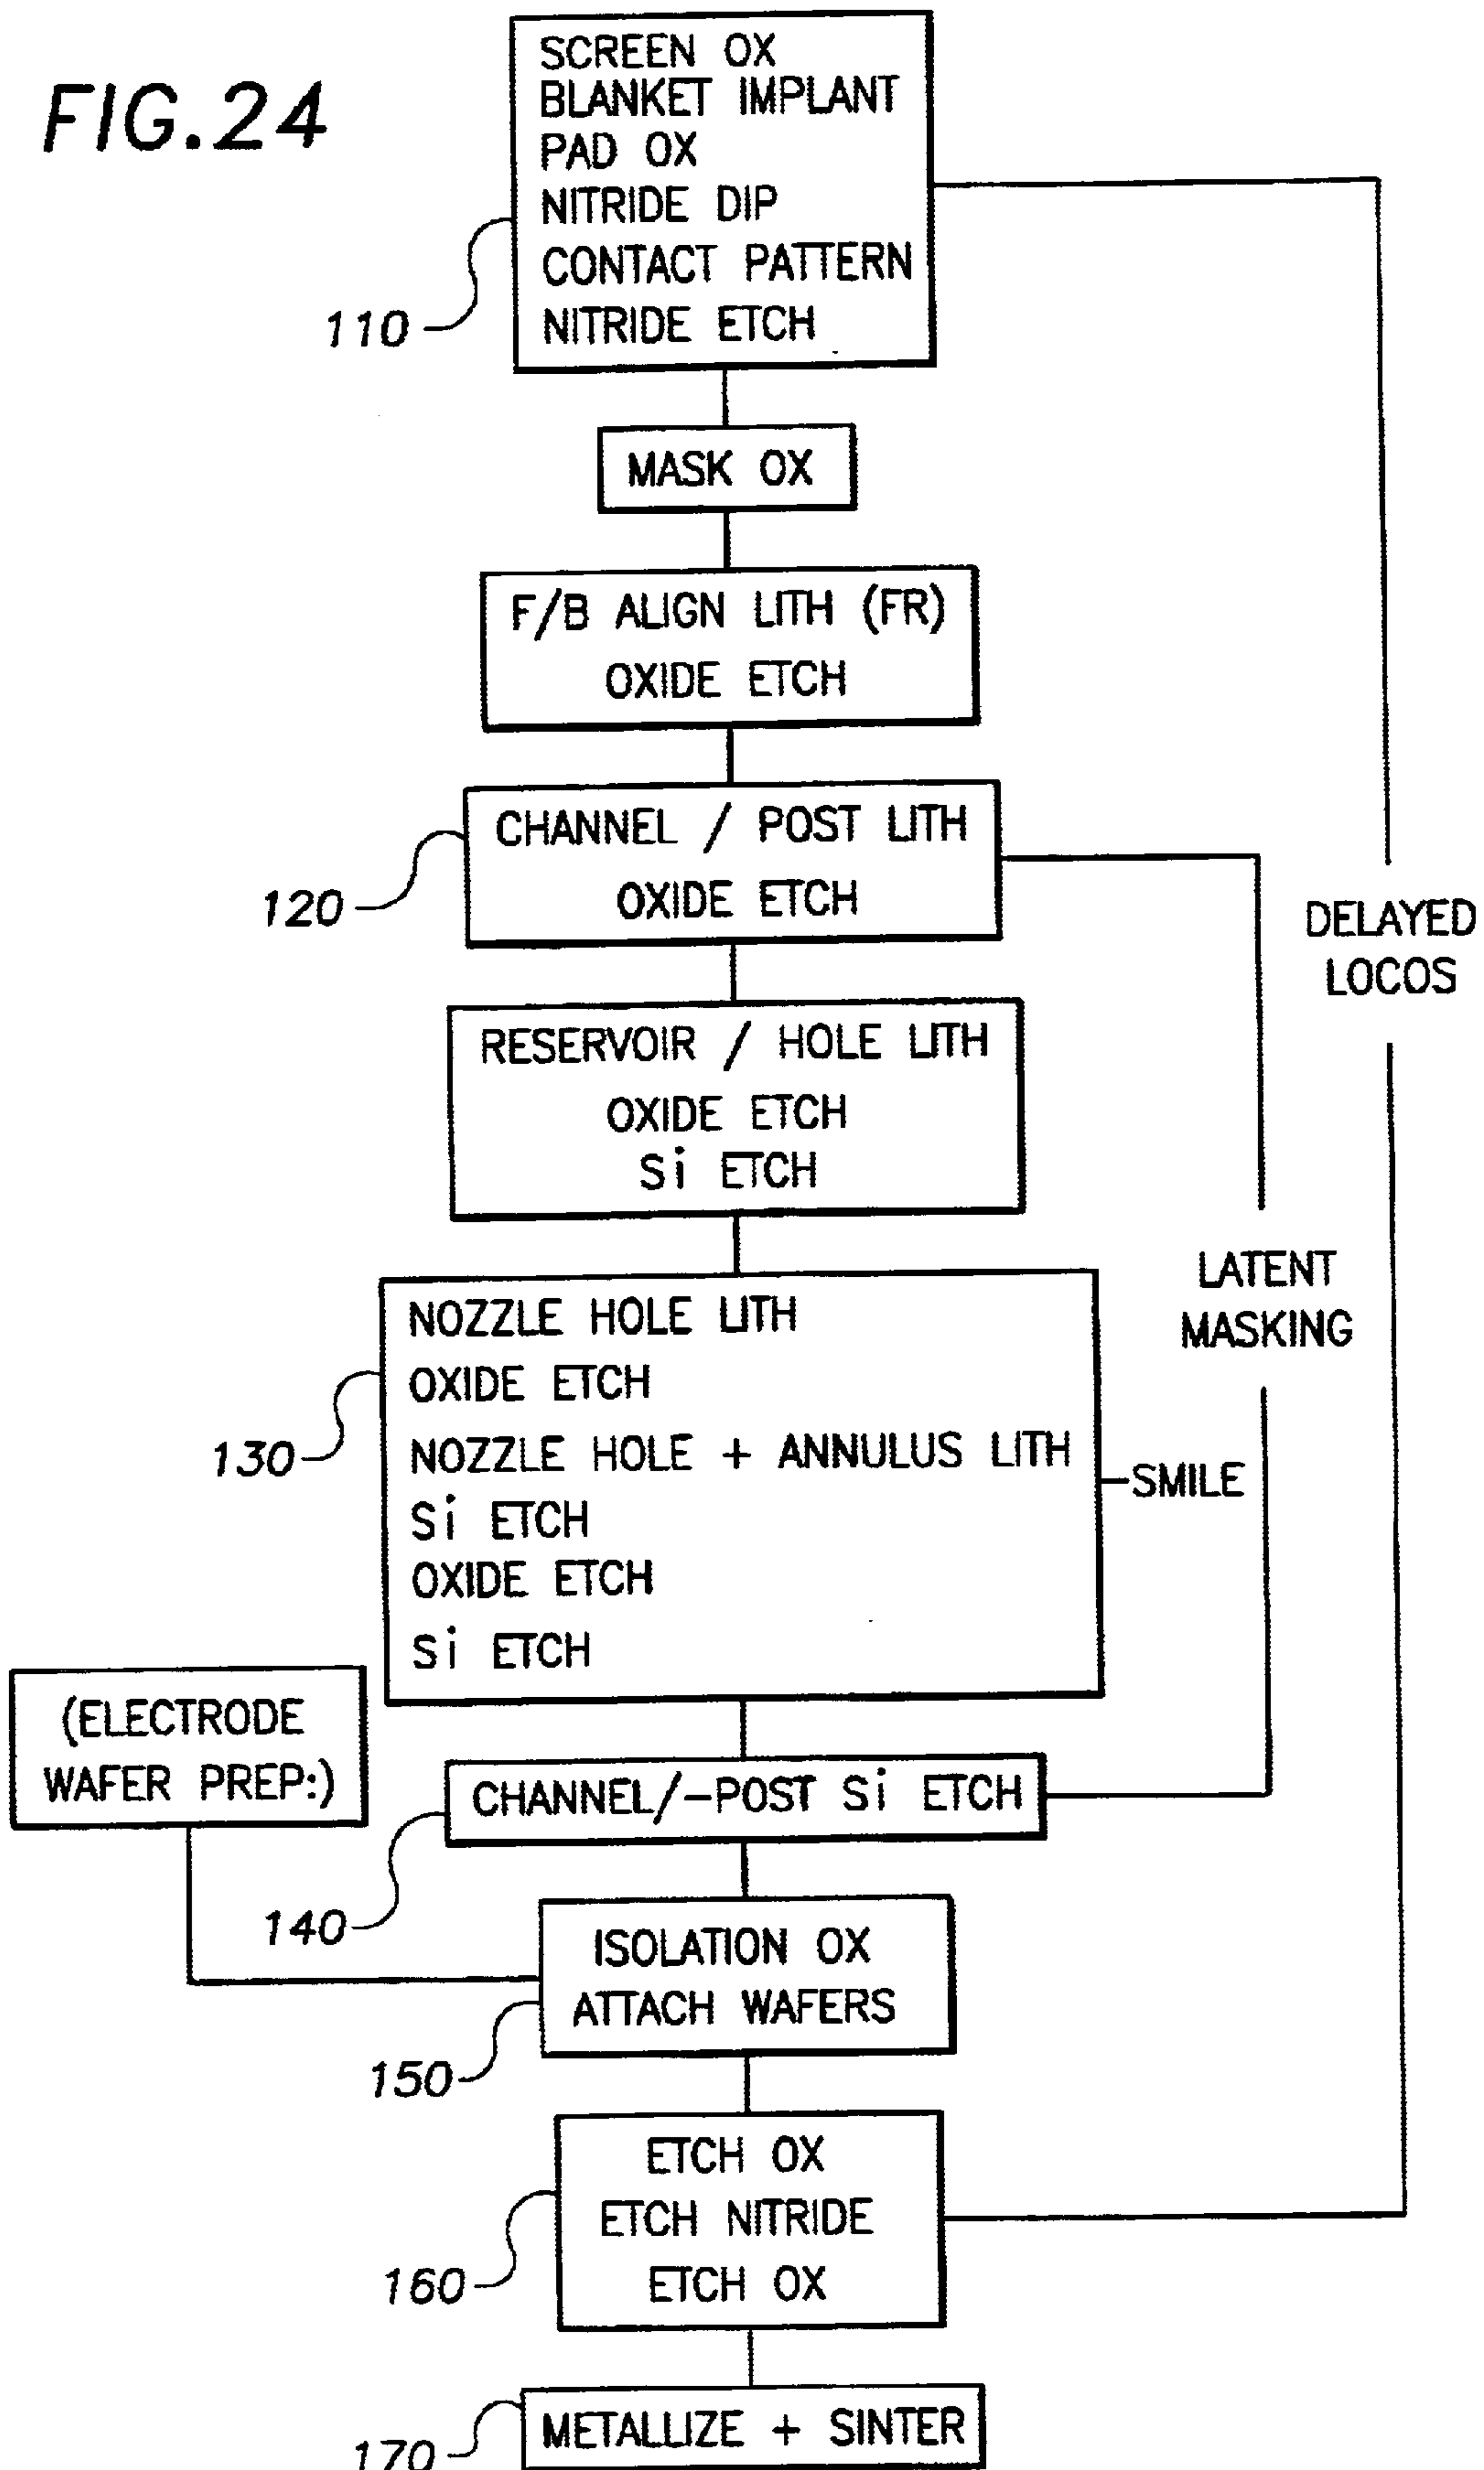 FIG.24
SCREEN OX
BLANKET IMPLANT
PAD OX
NITRIDE DIP
CONTACT PATTERN
NITRIDE ETCH
110
MASK OX
F/B ALIGN LITH (FR)
OXIDE ETCH
CHANNEL / POST LITH
OXIDE ETCH
120
DELAYED
LOCOS
RESERVOIR / HOLE LITH
OXIDE ETCH
Si ETCH
LATENT
MASKING
NOZZLE HOLE LITH
OXIDE ETCH
NOZZLE HOLE + ANNULUS LITH
Si ETCH
OXIDE ETCH
Si ETCH
130
SMILE
(ELECTRODE
WAFER PREP:)
CHANNEL/-POST Si ETCH
140
ISOLATION OX
ATTACH WAFERS
150
ETCH OX
ETCH NITRIDE
ETCH OX
160
METALLIZE + SINTER
170